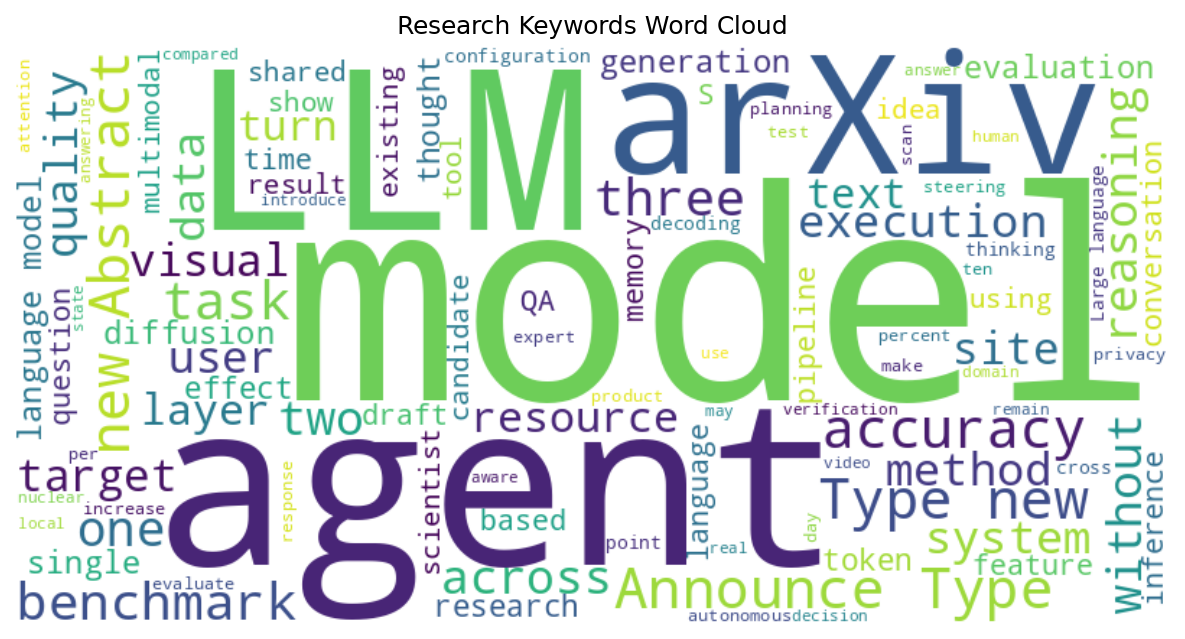 Research Keywords Word Cloud
compared
configuration
generation
arXiv
answer
evaluation
attention
quality
answering
new Abstract
multimodal
data
LLM
shared
show
turn
time
result
introduce
existing
thought
tool
S
planning
test
idea
scan
human
reasoning
conversation
Large language
three
text
steering
execution
thinking
ten
using
memory
decoding
language model
question
state
visual
task
diffusion
user
effect
layer
two
draft
model
candidate
QA
expert
use
pipeline
percent
make
site
domain
privacy
product
resource
may
verification
remain
accuracy
method
cross
video
without
inference
per
target
nuclear
increase
local
one
single
benchmark
evaluate
agent
response
scientist
aware
based
point
language
real
day
Type new
system
token
feature
across
research
Announce Type
autonomous
decision